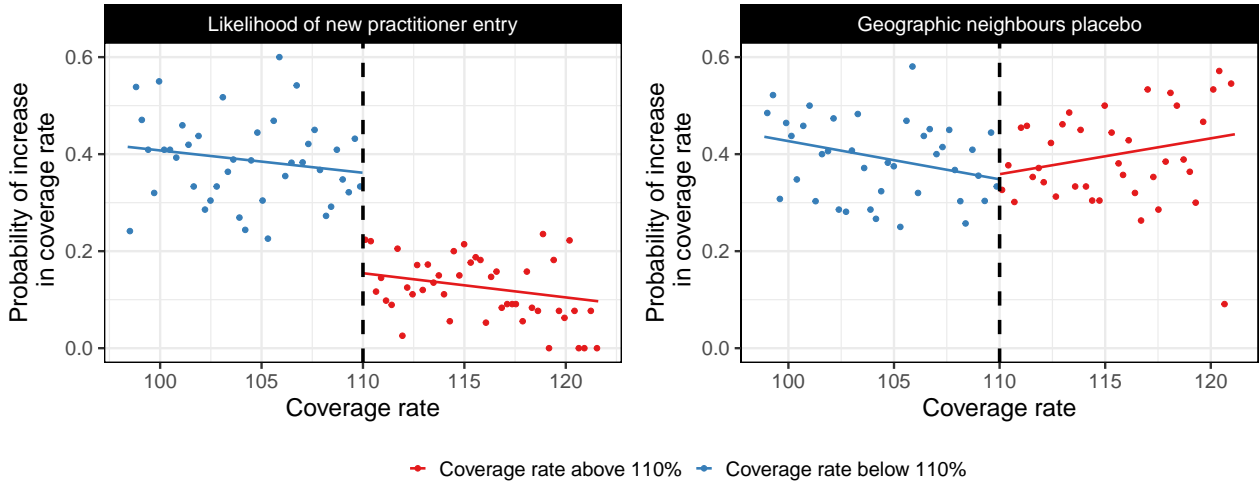 Likelihood of new practitioner entry
Geographic neighbours placebo
Probability of increase
in coverage rate
0.6
0.4
0.2
0.0
100
105
110
115
120
Coverage rate
Probability of increase
in coverage rate
0.6
0.4
0.2
0.0
100
105
110
115
120
Coverage rate
Coverage rate above 110%
Coverage rate below 110%